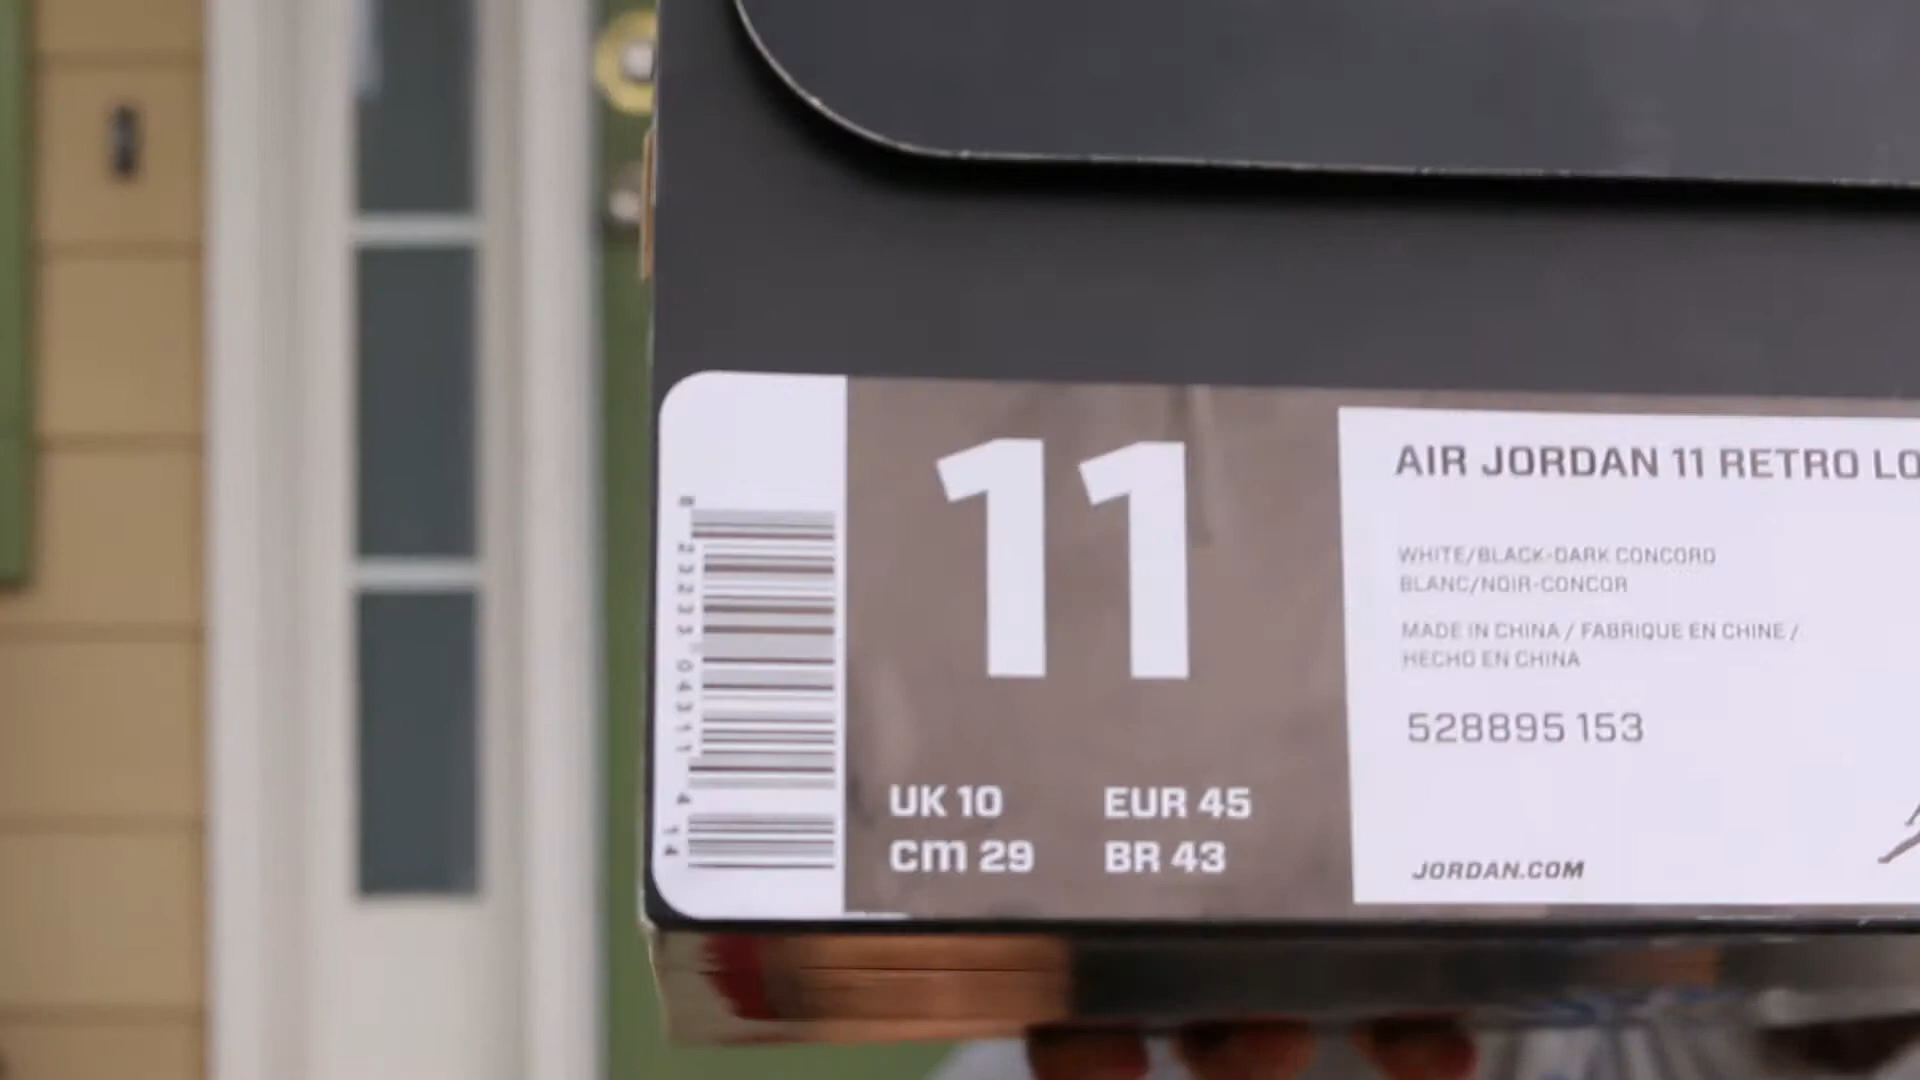 11
UK 10 EUR 45
cm 29 BR 43
AIR JORDAN 11 RETRO LO
WHITE/BLACK-DARK CONCORD
BLANC/NOIR-CONCOR
MADE IN CHINA / FABRIQUE EN CHINE /
HECHO EN CHINA
528895 153
JORDAN.COM